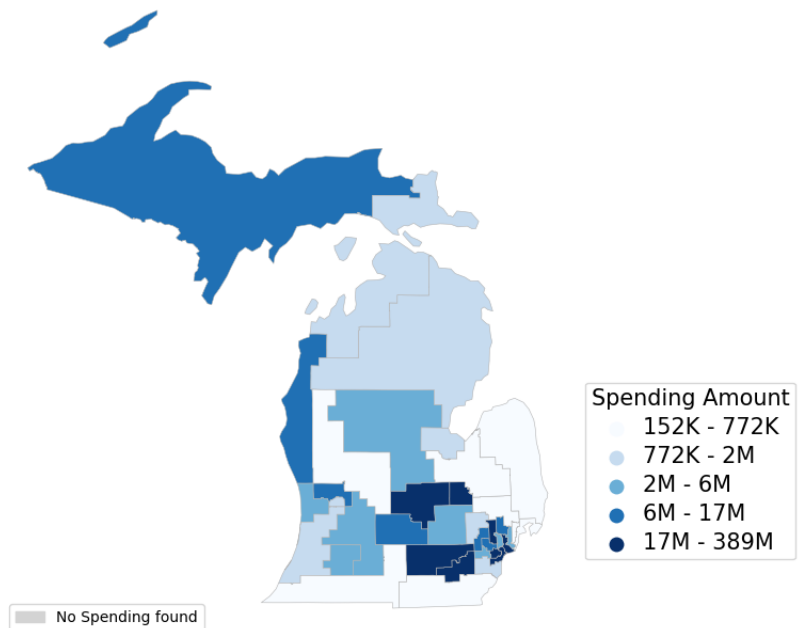 Spending Amount
152K - 772K
772K - 2M
2M - 6M
6M - 17M
17M - 389M
No Spending found